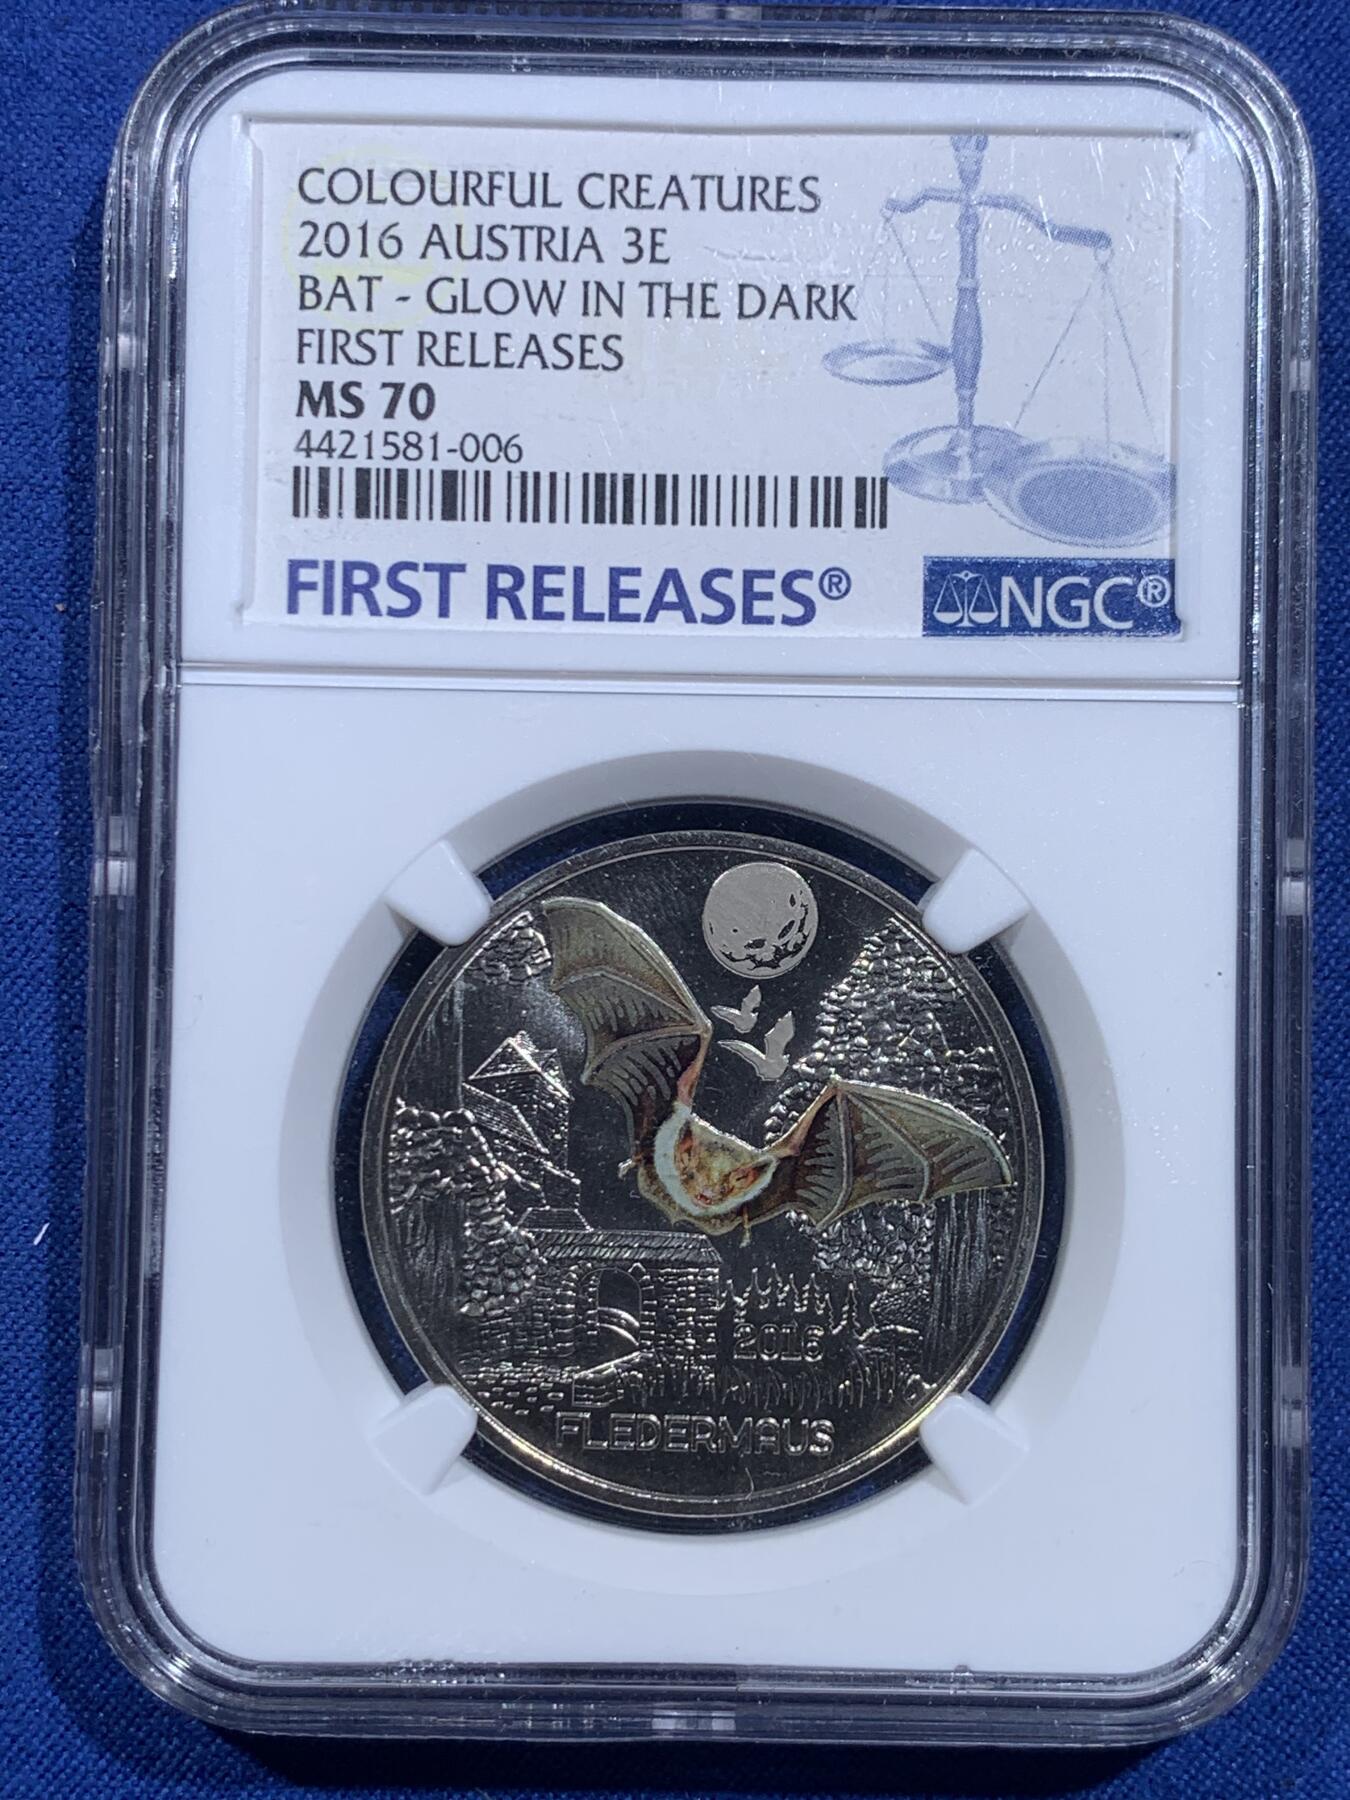 COLOURFUL CREATURES
2016 AUSTRIA 3E
BAT - GLOW IN THE DARK
FIRST RELEASES
MS 70
4421581-006
FIRST RELEASES®
NGC®
2016
FLEDERMAUS